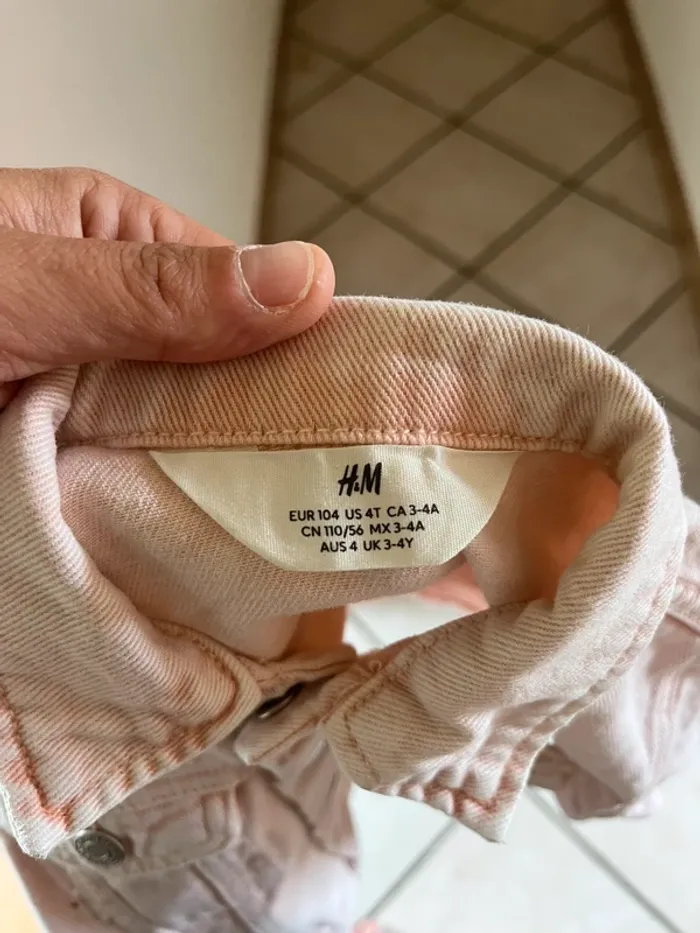 H&M
EUR 104 US 4T CA 3-4A
CN 110/56 MX 3-4A
AUS 4 UK 3-4Y